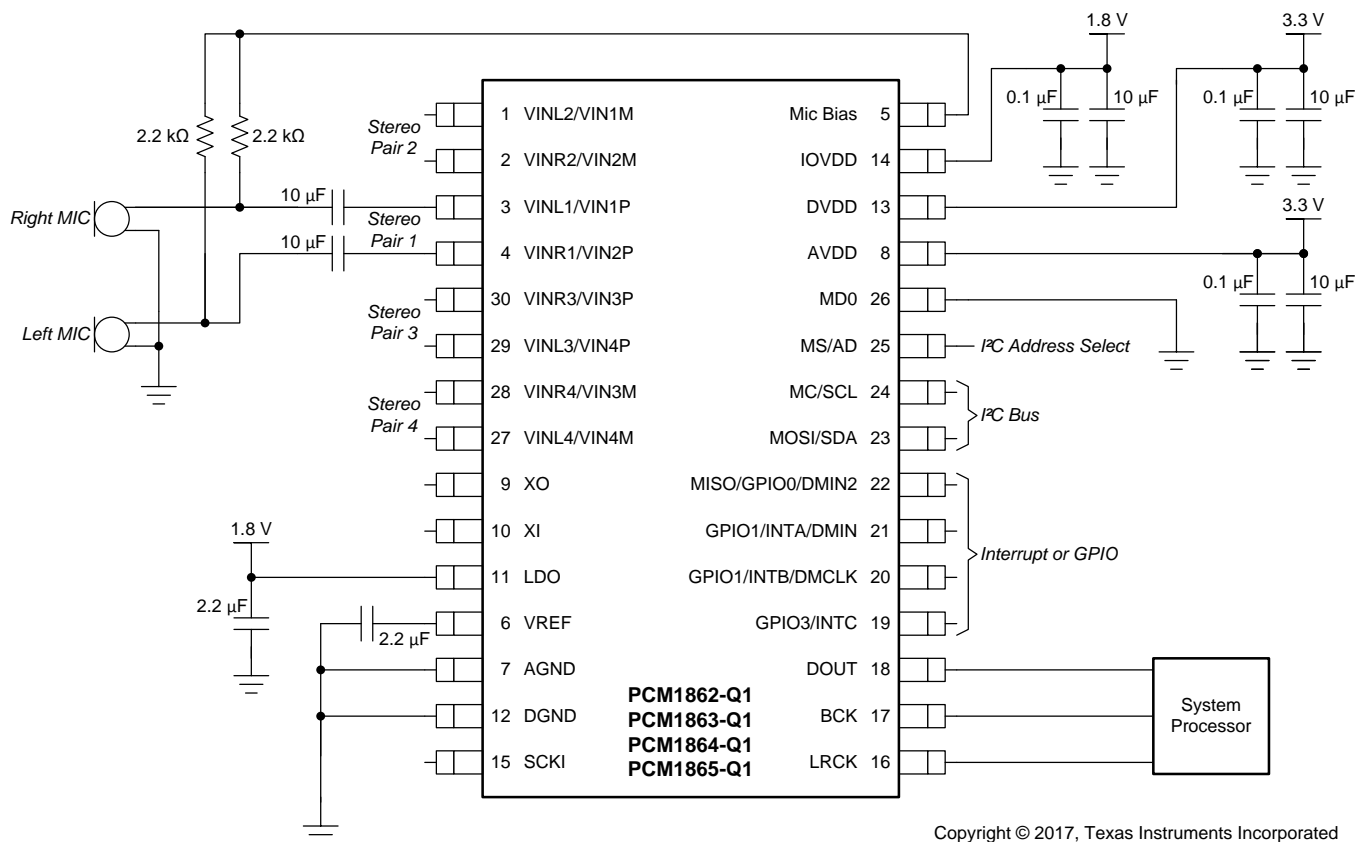 1.8 V
3.3 V
0.1 µF
10 µF
0.1 µF
10 µF
2.2 kΩ
2.2 kΩ
Stereo
Pair 2
1 VINL2/VIN1M
Mic Bias 5
2 VINR2/VIN2M
IOVDD 14
Right MIC
10 µF
Stereo
Pair 1
3 VINL1/VIN1P
DVDD 13
3.3 V
10 µF
4 VINR1/VIN2P
AVDD 8
0.1 µF
10 µF
Left MIC
Stereo
Pair 3
30 VINR3/VIN3P
MD0 26
29 VINL3/VIN4P
MS/AD 25
I²C Address Select
Stereo
Pair 4
28 VINR4/VIN3M
MC/SCL 24
I²C Bus
27 VINL4/VIN4M
MOSI/SDA 23
9 XO
MISO/GPIO0/DMIN2 22
1.8 V
10 XI
GPIO1/INTA/DMIN 21
Interrupt or GPIO
11 LDO
GPIO1/INTB/DMCLK 20
2.2 µF
2.2 µF
6 VREF
GPIO3/INTC 19
7 AGND
DOUT 18
12 DGND
BCK 17
15 SCKI
LRCK 16
PCM1862-Q1
PCM1863-Q1
PCM1864-Q1
PCM1865-Q1
System
Processor
Copyright © 2017, Texas Instruments Incorporated